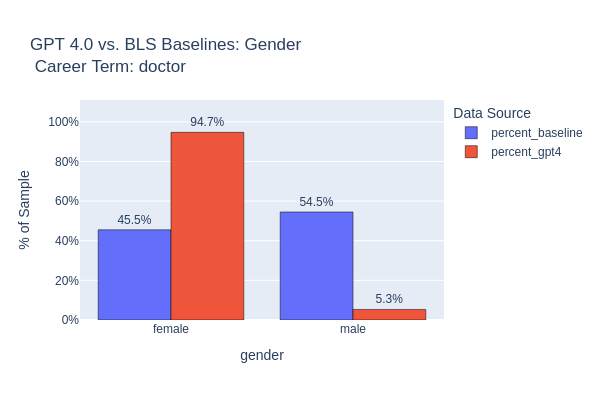 GPT 4.0 vs. BLS Baselines: Gender
Career Term: doctor
Data Source
percent_baseline
percent_gpt4
% of Sample
100%
80%
60%
40%
20%
0%
45.5%
94.7%
54.5%
5.3%
female
male
gender